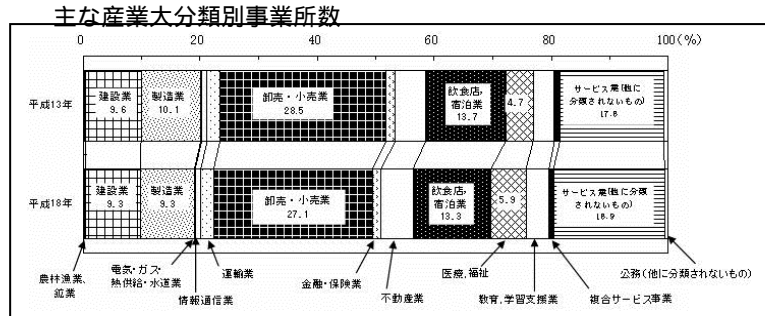 主な産業大分類別事業所数
0 20 40 60 80 100(%)
平成13年
建設業
9.6
製造業
10.1
卸売・小売業
28.5
飲食店,
宿泊業
13.7
4.7
サービス業(他に
分類されないもの)
17.8
平成18年
建設業
9.3
製造業
9.3
卸売・小売業
27.1
飲食店,
宿泊業
13.3
5.9
サービス業(他に分類
されないもの)
18.9
農林漁業、
鉱業
電気・ガス・
熱供給・水道業
情報通信業
運輸業
金融・保険業
不動産業
医療,福祉
教育,学習支援業
複合サービス事業
公務(他に分類されないもの)